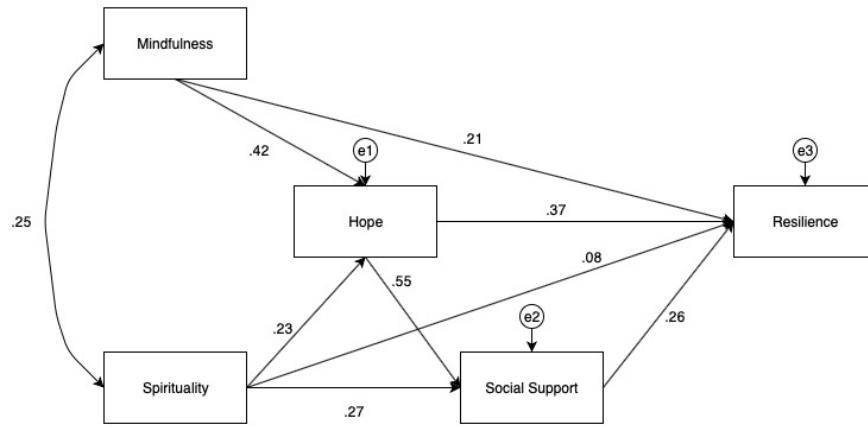 Mindfulness
.21
e1
e3
.42
.25
Hope
.37
Resilience
.08
.55
.23
e2
.26
Spirituality
Social Support
.27